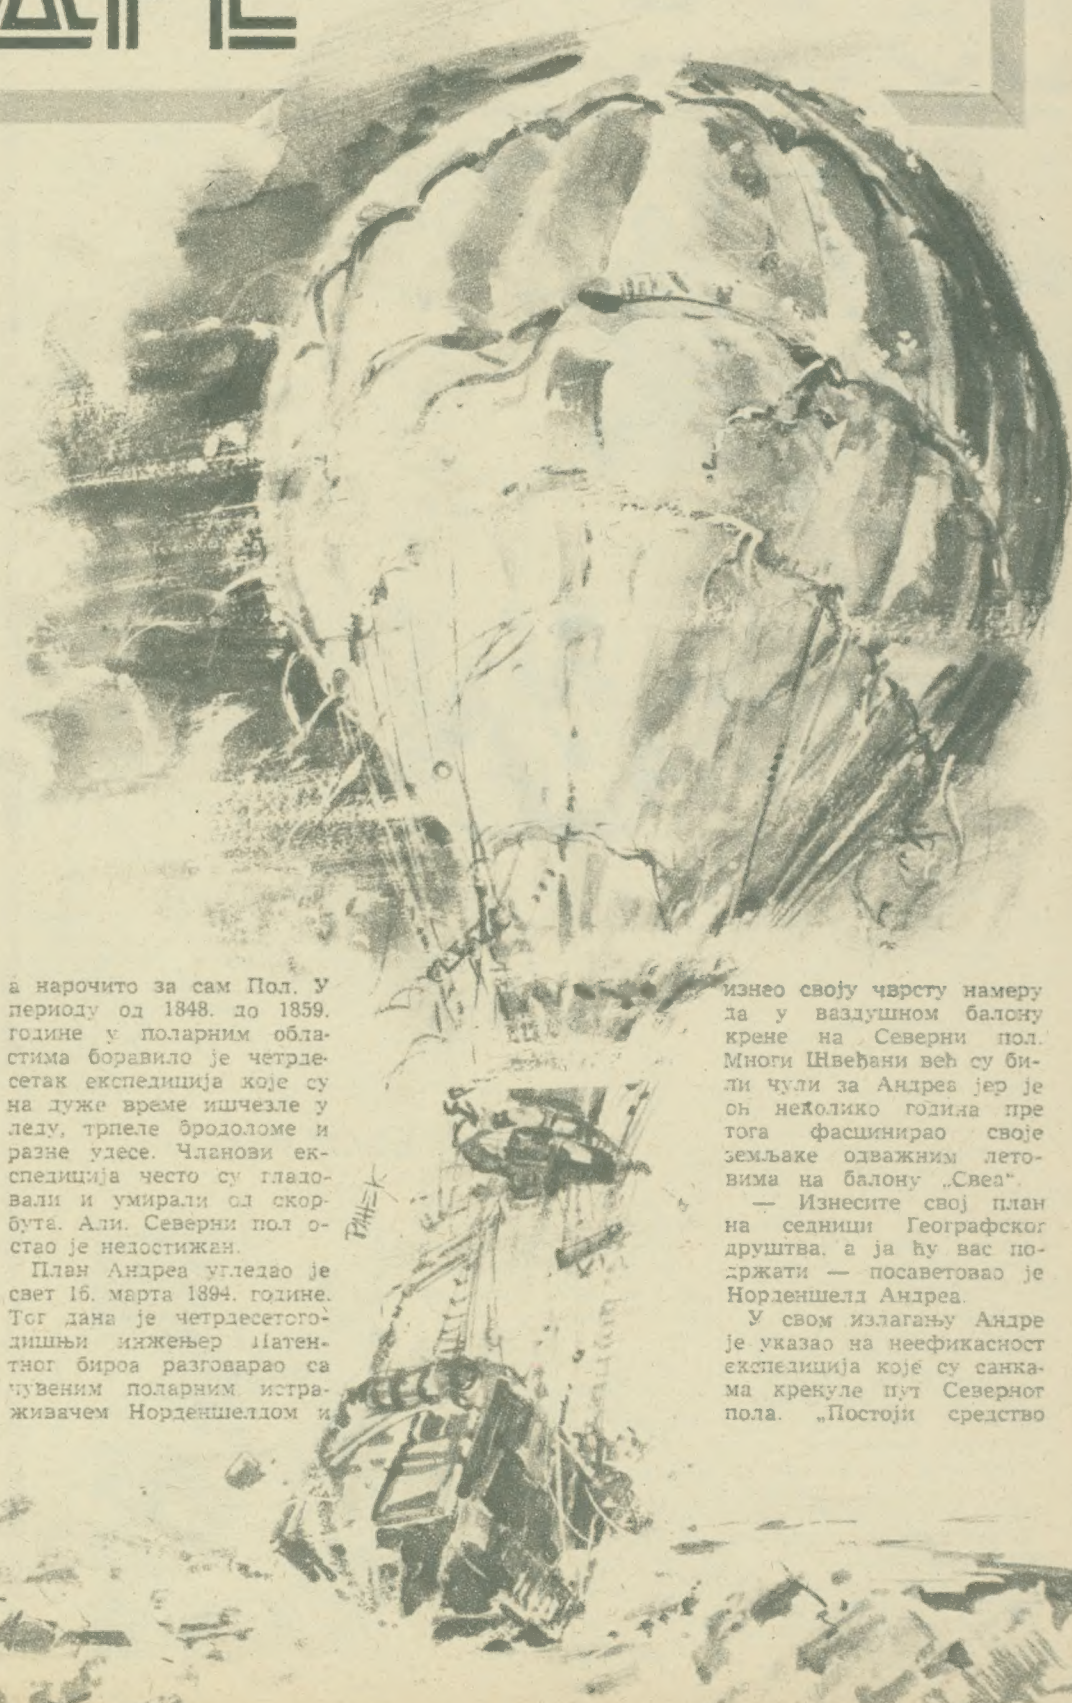 а нарочито за сам Пол. У
периоду од 1848. до 1859.
године у поларним обла-
стима боравило је четрде-
сетак експедиција које су
на дуже време ишчезле у
леду, трпеле бродоломе и
разне удесе. Чланови ек-
спедиција често су гладо-
вали и умирали од скор-
бута. Али. Северни пол о-
стао је недостижан.
План Андреа угледао је
свет 16. марта 1894. године.
Тог дана је четрдесетого-
дишњи инжењер Патен-
тног бироа разговарао са
чувеним поларним истра-
живачем Норденшелдом и
РАНЕК
изнео своју чврсту намеру
да у ваздушном балону
крене на Северни пол.
Многи Швеђани већ су би-
ли чули за Андреа јер је
он неколико година пре
тога фасцинирао своје
земљаке одважним лето-
вима на балону „Свеа“.
— Изнесите свој план
на седници Географског
друштва, а ја ћу вас по-
држати — посаветовао је
Норденшелд Андреа.
У свом излагању Андре
је указао на неефикасност
експедиција које су санка-
ма кренуле пут Северног
пола. „Постоји средство